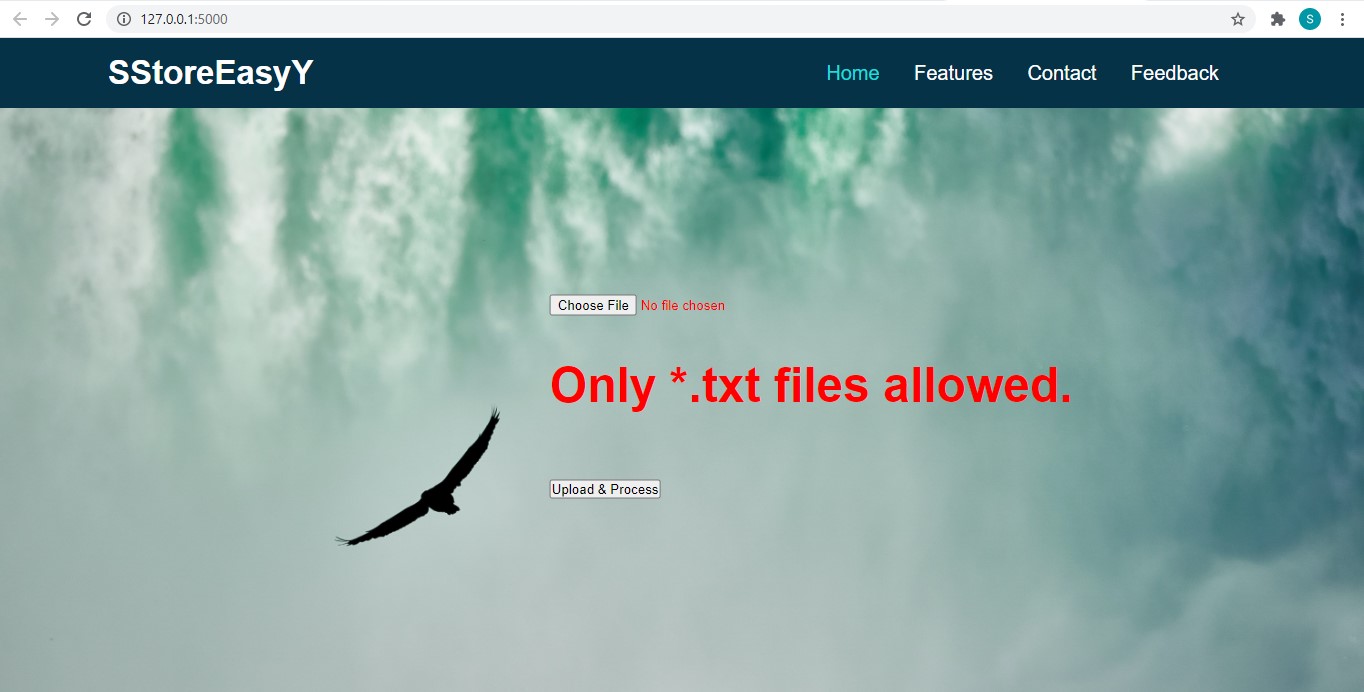 127.0.0.1:5000
S
SStoreEasyY
Home Features Contact Feedback
Choose File No file chosen
Only *.txt files allowed.
Upload & Process